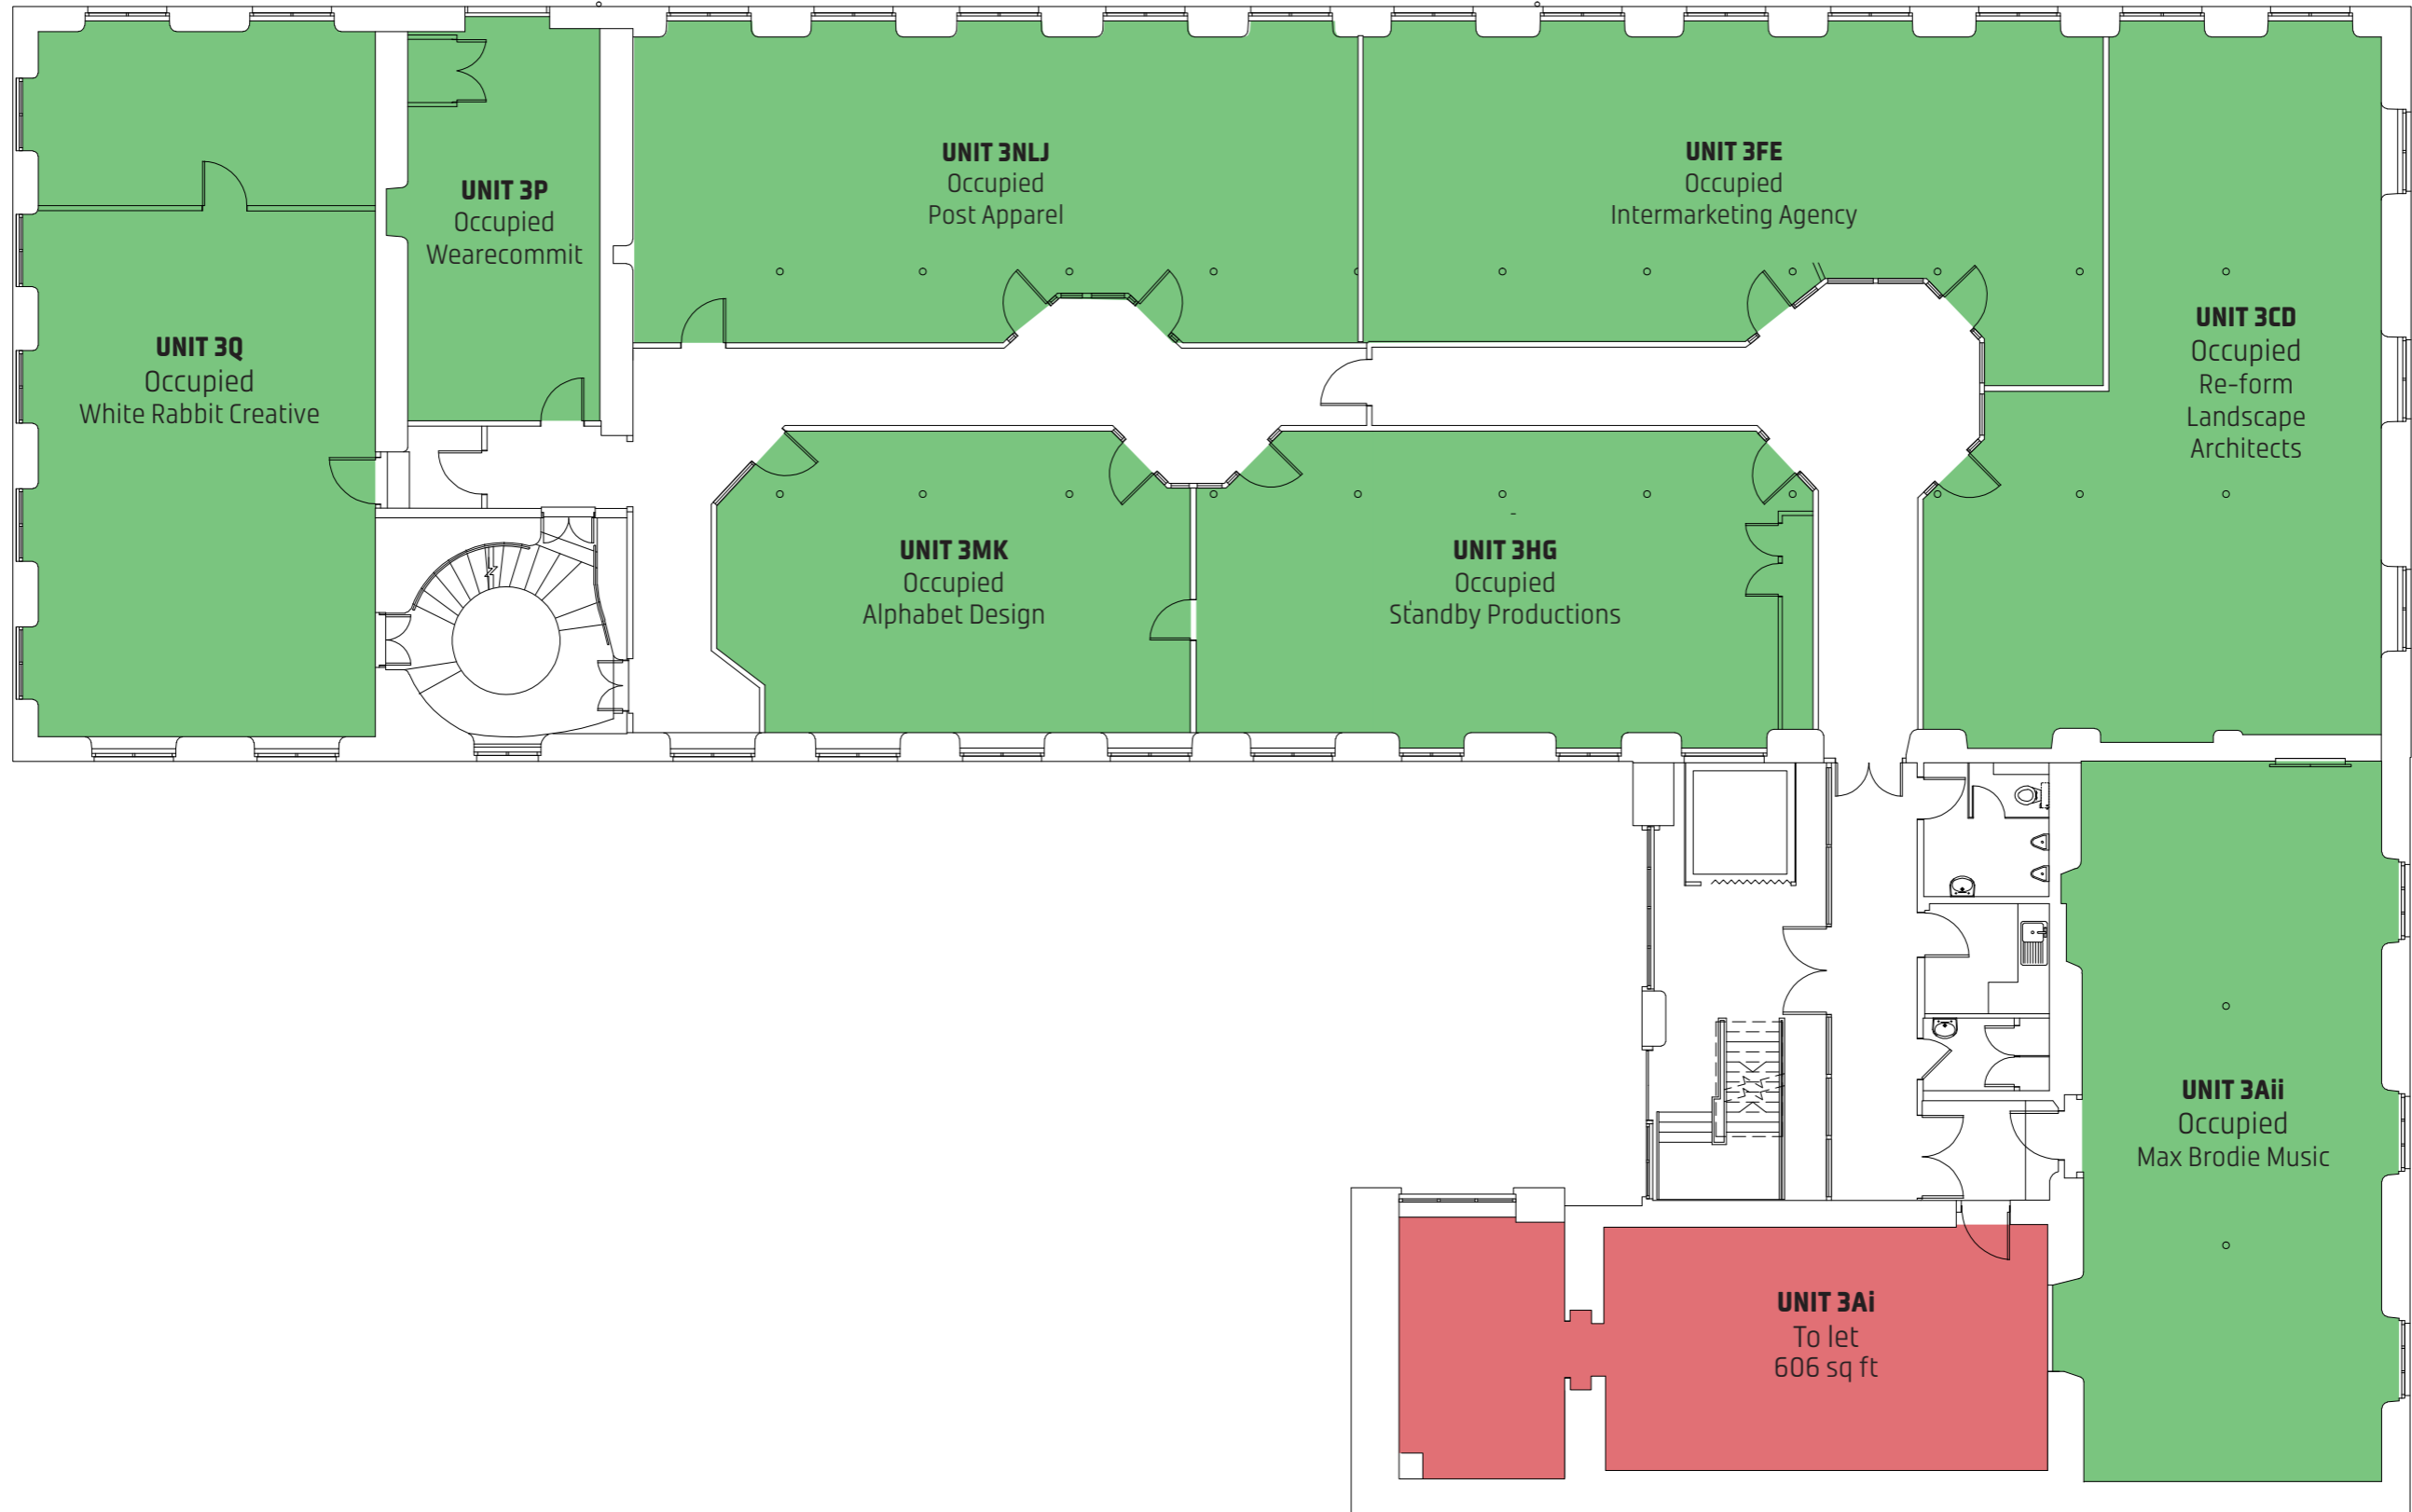 UNIT 3NLJ
Occupied
Post Apparel
UNIT 3FE
Occupied
Intermarketing Agency
UNIT 3P
Occupied
Wearecommit
UNIT 3Q
Occupied
White Rabbit Creative
UNIT 3CD
Occupied
Re-form
Landscape
Architects
UNIT 3MK
Occupied
Alphabet Design
UNIT 3HG
Occupied
Standby Productions
UNIT 3Aii
Occupied
Max Brodie Music
UNIT 3Ai
To let
606 sq ft